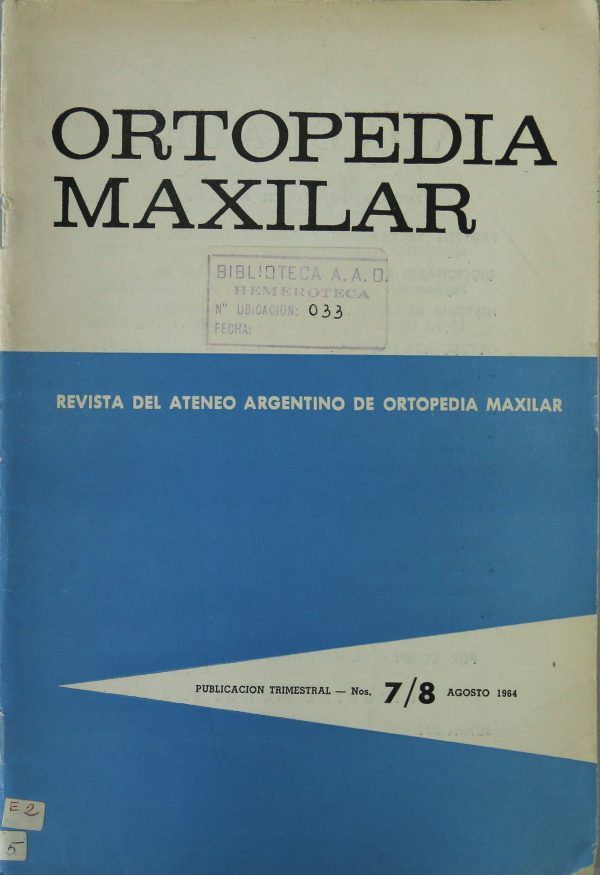 ORTOPEDIA
MAXILAR
BIBLIOTECA A. A. O.
HEMEROTECA
Nº UBICACION: 033
FECHA:
REVISTA DEL ATENEO ARGENTINO DE ORTOPEDIA MAXILAR
PUBLICACION TRIMESTRAL — Nos. 7/8 AGOSTO 1964
E 2
5